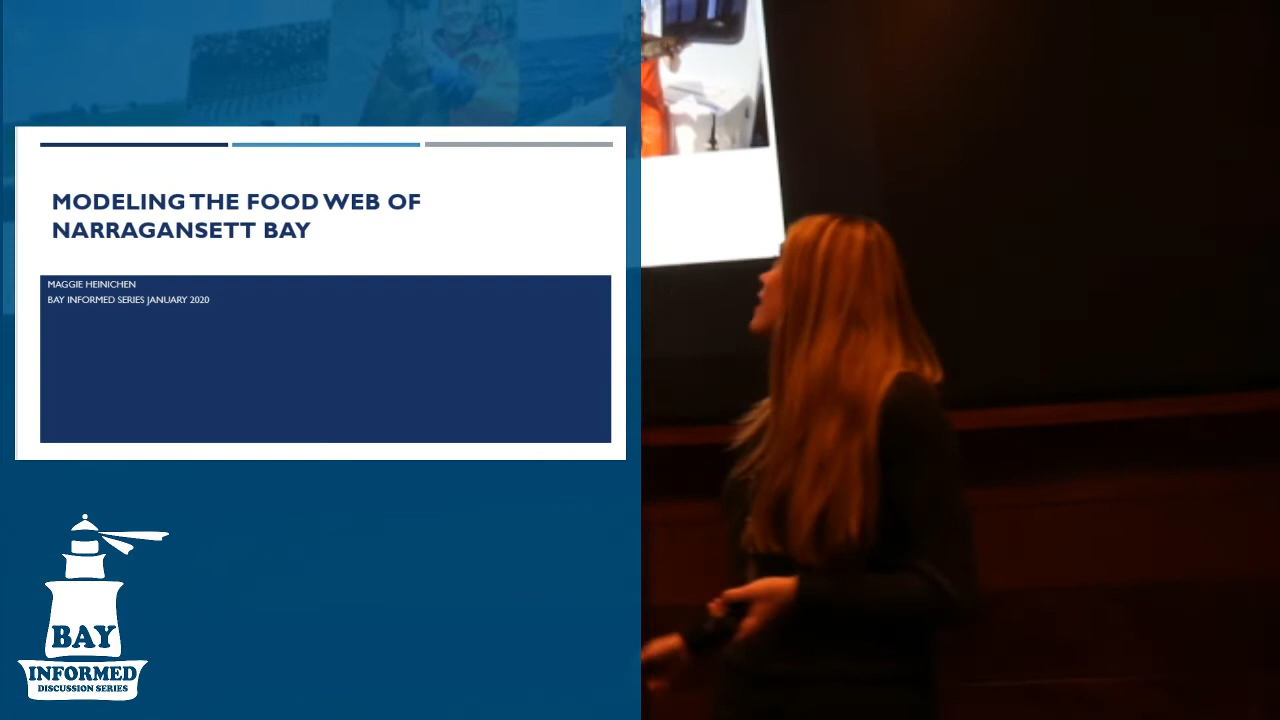 MODELING THE FOOD WEB OF
NARRAGANSETT BAY
MAGGIE HEINICHEN
BAY INFORMED SERIES JANUARY 2020
BAY
INFORMED
DISCUSSION SERIES